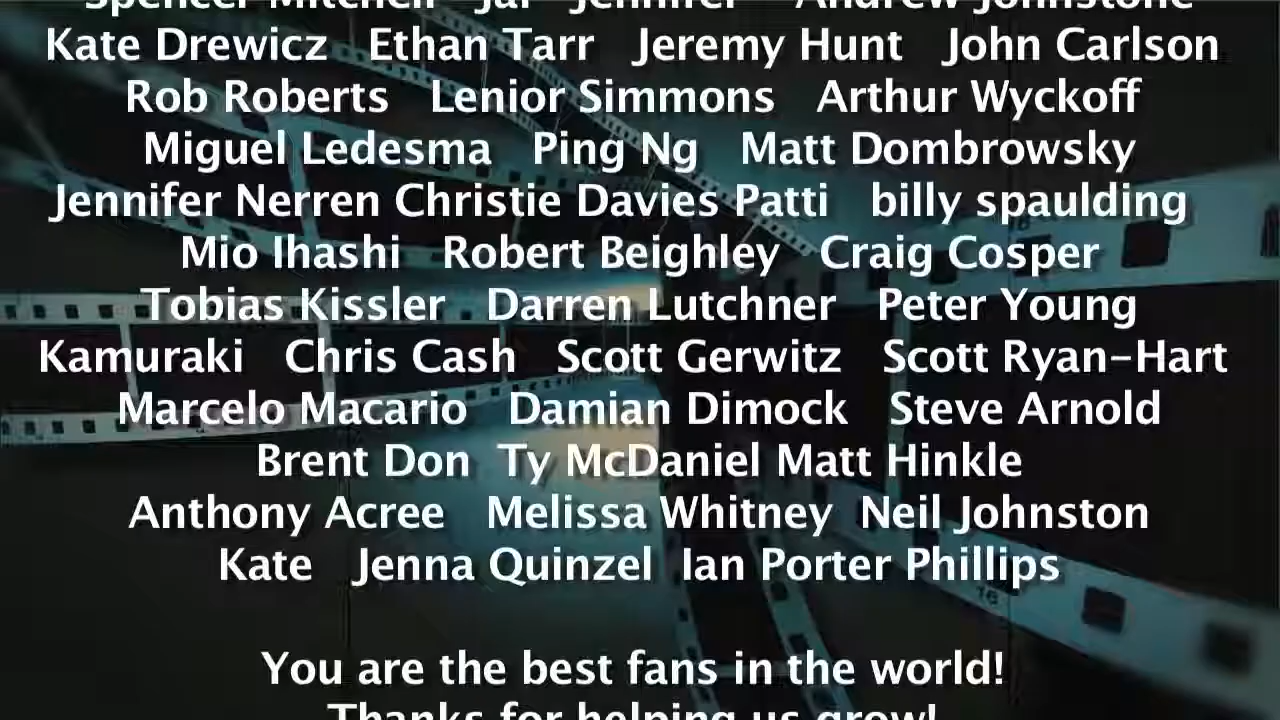 Spencer Mitchell Jai Jennifer Andrew Johnstone
Kate Drewicz Ethan Tarr Jeremy Hunt John Carlson
Rob Roberts Lenior Simmons Arthur Wyckoff
Miguel Ledesma Ping Ng Matt Dombrowsky
Jennifer Nerren Christie Davies Patti billy spaulding
Mio Ihashi Robert Beighley Craig Cosper
Tobias Kissler Darren Lutchner Peter Young
Kamuraki Chris Cash Scott Gerwitz Scott Ryan-Hart
Marcelo Macario Damian Dimock Steve Arnold
Brent Don Ty McDaniel Matt Hinkle
Anthony Acree Melissa Whitney Neil Johnston
Kate Jenna Quinzel Ian Porter Phillips
You are the best fans in the world!
Thanks for helping us grow!